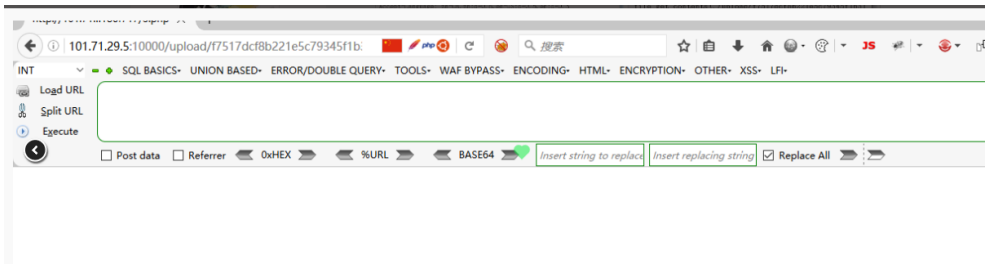 101.71.29.5:10000/upload/f7517dcf8b221e5c79345f1b. php 搜索 JS
INT SQL BASICS UNION BASED ERROR/DOUBLE QUERY TOOLS WAF BYPASS ENCODING HTML ENCRYPTION OTHER XSS LFI
Load URL
Split URL
Execute
Post data Referrer 0xHEX %URL BASE64 Insert string to replace Insert replacing string Replace All